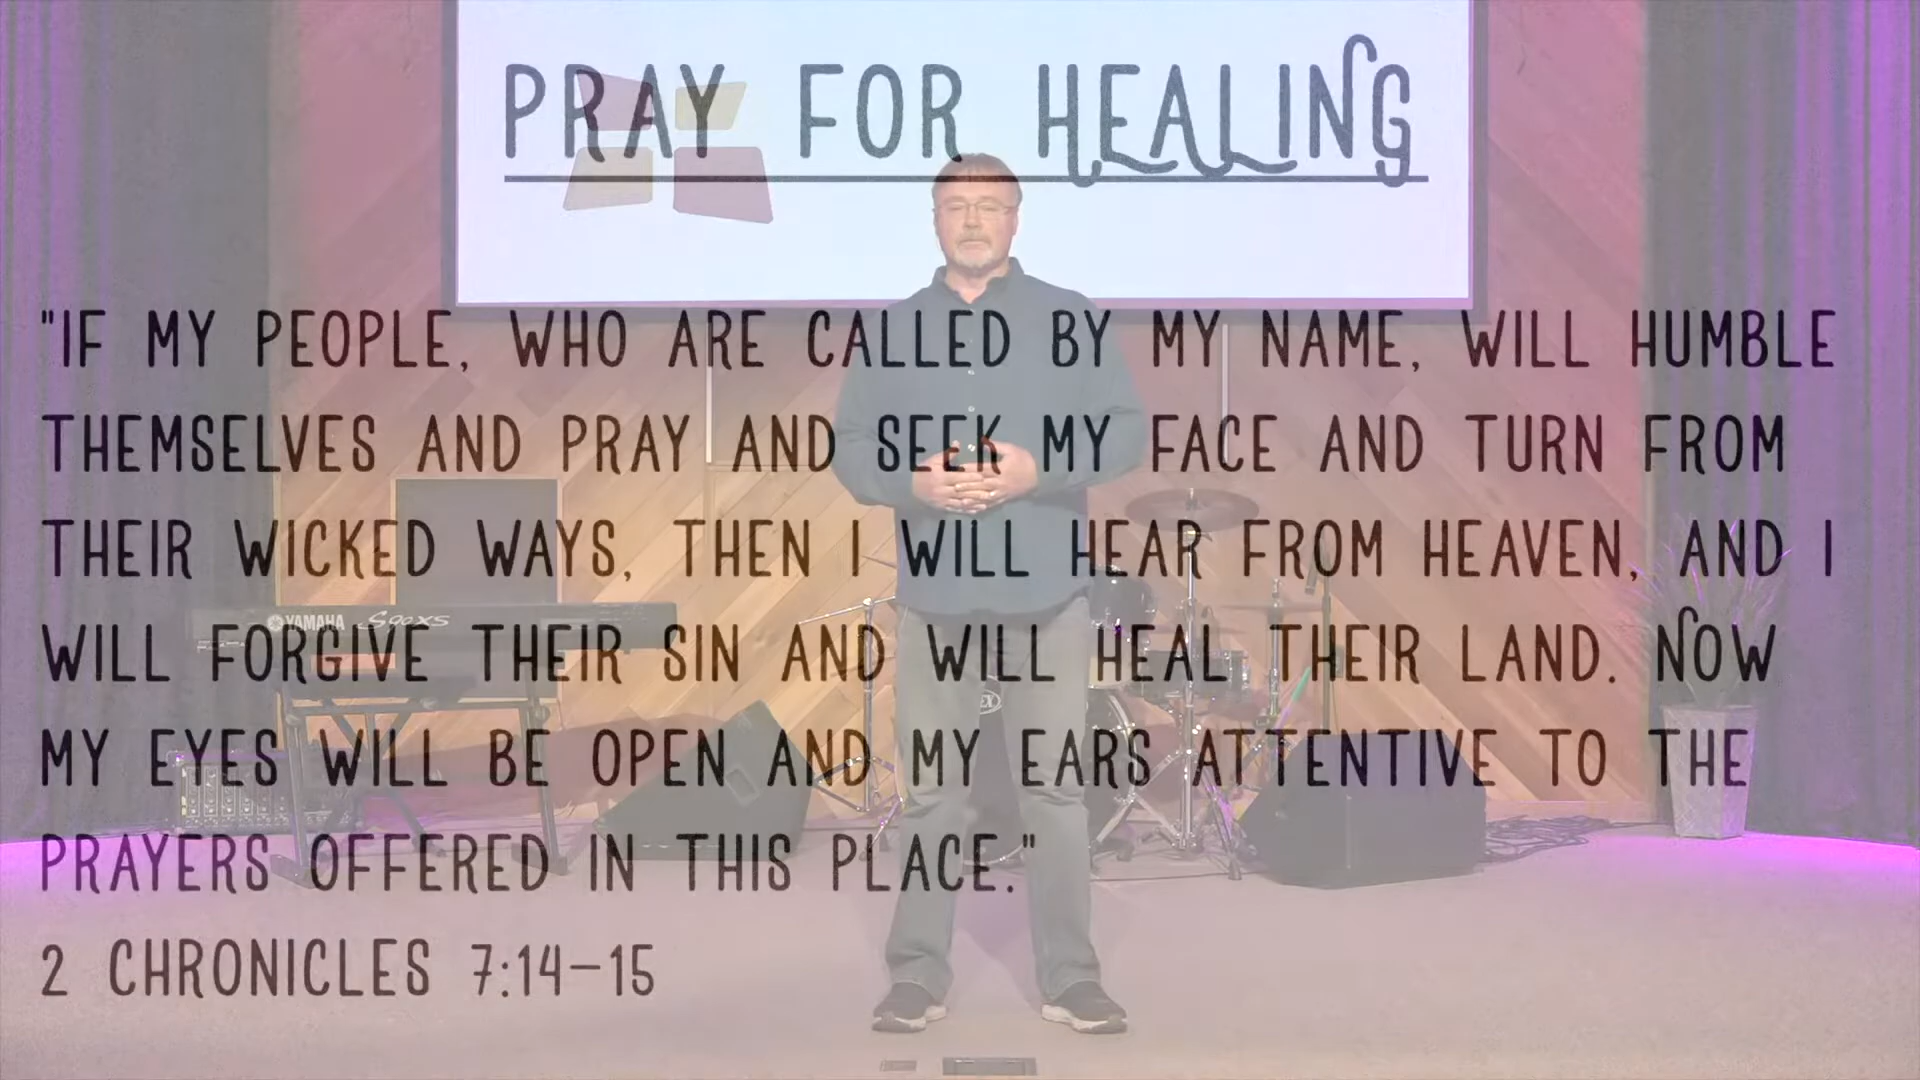 PRAY FOR HEALING
"IF MY PEOPLE, WHO ARE CALLED BY MY NAME, WILL HUMBLE
THEMSELVES AND PRAY AND SEEK MY FACE AND TURN FROM
THEIR WICKED WAYS, THEN I WILL HEAR FROM HEAVEN, AND I
WILL FORGIVE THEIR SIN AND WILL HEAL THEIR LAND. NOW
MY EYES WILL BE OPEN AND MY EARS ATTENTIVE TO THE
PRAYERS OFFERED IN THIS PLACE."
2 CHRONICLES 7:14-15
YAMAHA S90XS